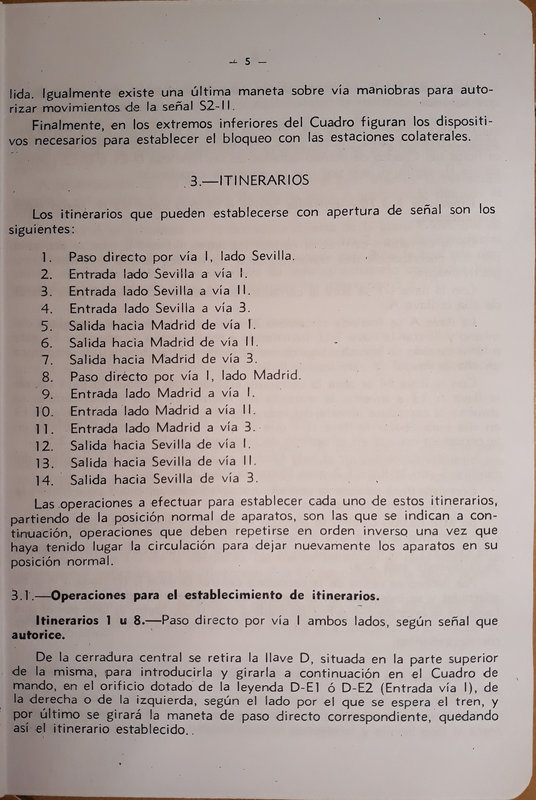 — 5 —
lida. Igualmente existe una última maneta sobre vía maniobras para auto-
rizar movimientos de la señal S2-II.
Finalmente, en los extremos inferiores del Cuadro figuran los dispositi-
vos necesarios para establecer el bloqueo con las estaciones colaterales.
3.—ITINERARIOS
Los itinerarios que pueden establecerse con apertura de señal son los
siguientes:
1. Paso directo por vía I, lado Sevilla.
2. Entrada lado Sevilla a vía I.
3. Entrada lado Sevilla a vía II.
4. Entrada lado Sevilla a vía 3.
5. Salida hacia Madrid de vía I.
6. Salida hacia Madrid de vía II.
7. Salida hacia Madrid de vía 3.
8. Paso directo por vía I, lado Madrid.
9. Entrada lado Madrid a vía I.
10. Entrada lado Madrid a vía II.
11. Entrada lado Madrid a vía 3.
12. Salida hacia Sevilla de vía I.
13. Salida hacia Sevilla de vía II.
14. Salida hacia Sevilla de vía 3.
Las operaciones a efectuar para establecer cada uno de estos itinerarios,
partiendo de la posición normal de aparatos, son las que se indican a con-
tinuación, operaciones que deben repetirse en orden inverso una vez que
haya tenido lugar la circulación para dejar nuevamente los aparatos en su
posición normal.
3.1.—Operaciones para el establecimiento de itinerarios.
Itinerarios 1 u 8.—Paso directo por vía I ambos lados, según señal que
autorice.
De la cerradura central se retira la llave D, situada en la parte superior
de la misma, para introducirla y girarla a continuación en el Cuadro de
mando, en el orificio dotado de la leyenda D-E1 ó D-E2 (Entrada vía I), de
la derecha o de la izquierda, según el lado por el que se espera el tren, y
por último se girará la maneta de paso directo correspondiente, quedando
así el itinerario establecido.